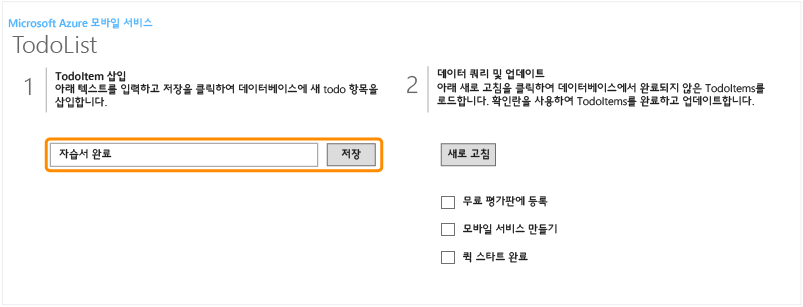 Microsoft Azure 모바일 서비스
TodoList
1
TodoItem 삽입
아래 텍스트를 입력하고 저장을 클릭하여 데이터베이스에 새 todo 항목을
삽입합니다.
자습서 완료
저장
2
데이터 쿼리 및 업데이트
아래 새로 고침을 클릭하여 데이터베이스에서 완료되지 않은 TodoItems를
로드합니다. 확인란을 사용하여 TodoItems를 완료하고 업데이트합니다.
새로 고침
무료 평가판에 등록
모바일 서비스 만들기
퀵 스타트 완료